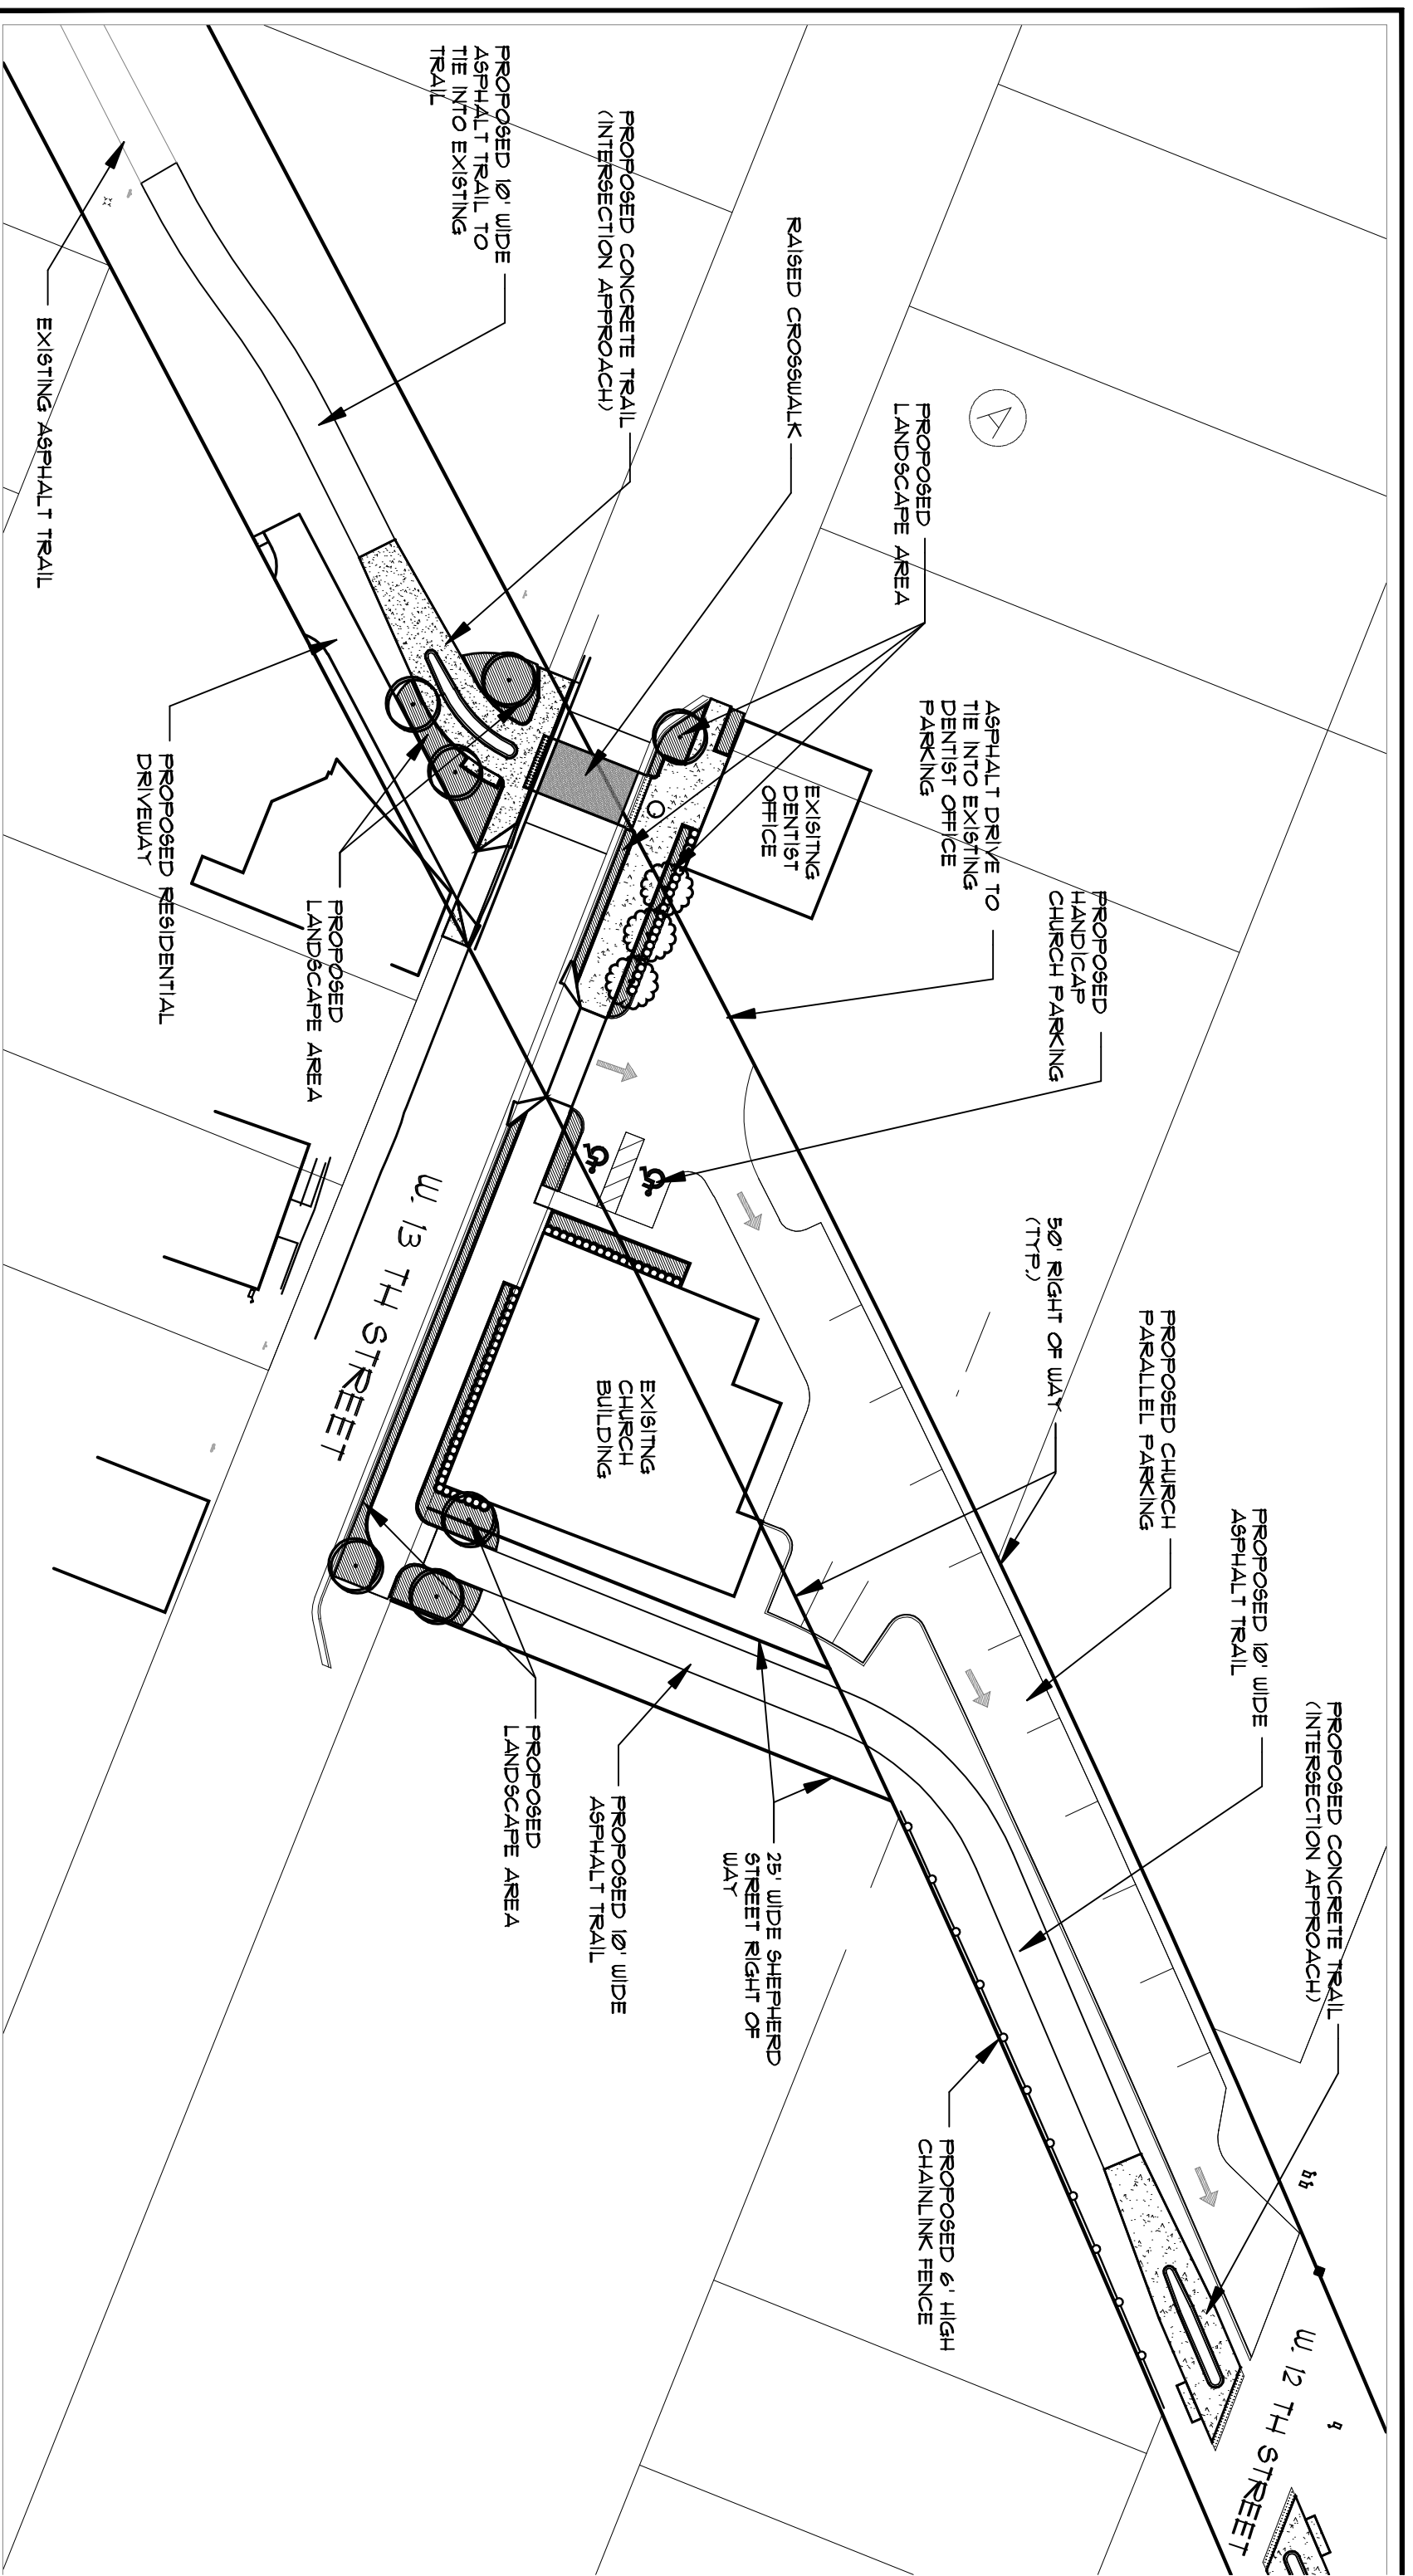 PROPOSED CONCRETE TRAIL
(INTERSECTION APPROACH)
PROPOSED 10' WIDE
ASPHALT TRAIL
PROPOSED CHURCH
PARALLEL PARKING
PROPOSED
HANDICAP
CHURCH PARKING
50' RIGHT OF WAY
(TYP.)
A
ASPHALT DRIVE TO
TIE INTO EXISTING
DENTIST OFFICE
PARKING
PROPOSED
LANDSCAPE AREA
RAISED CROSSWALK
EXISITNG
DENTIST
OFFICE
PROPOSED CONCRETE TRAIL
(INTERSECTION APPROACH)
PROPOSED 10' WIDE
ASPHALT TRAIL TO
TIE INTO EXISTING
TRAIL
EXISTING ASPHALT TRAIL
PROPOSED RESIDENTIAL
DRIVEWAY
PROPOSED
LANDSCAPE AREA
W. 13 TH STREET
EXISITNG
CHURCH
BUILDING
PROPOSED
LANDSCAPE AREA
PROPOSED 10' WIDE
ASPHALT TRAIL
25' WIDE SHEPHERD
STREET RIGHT OF
WAY
PROPOSED 6' HIGH
CHAINLINK FENCE
W. 12 TH STREET